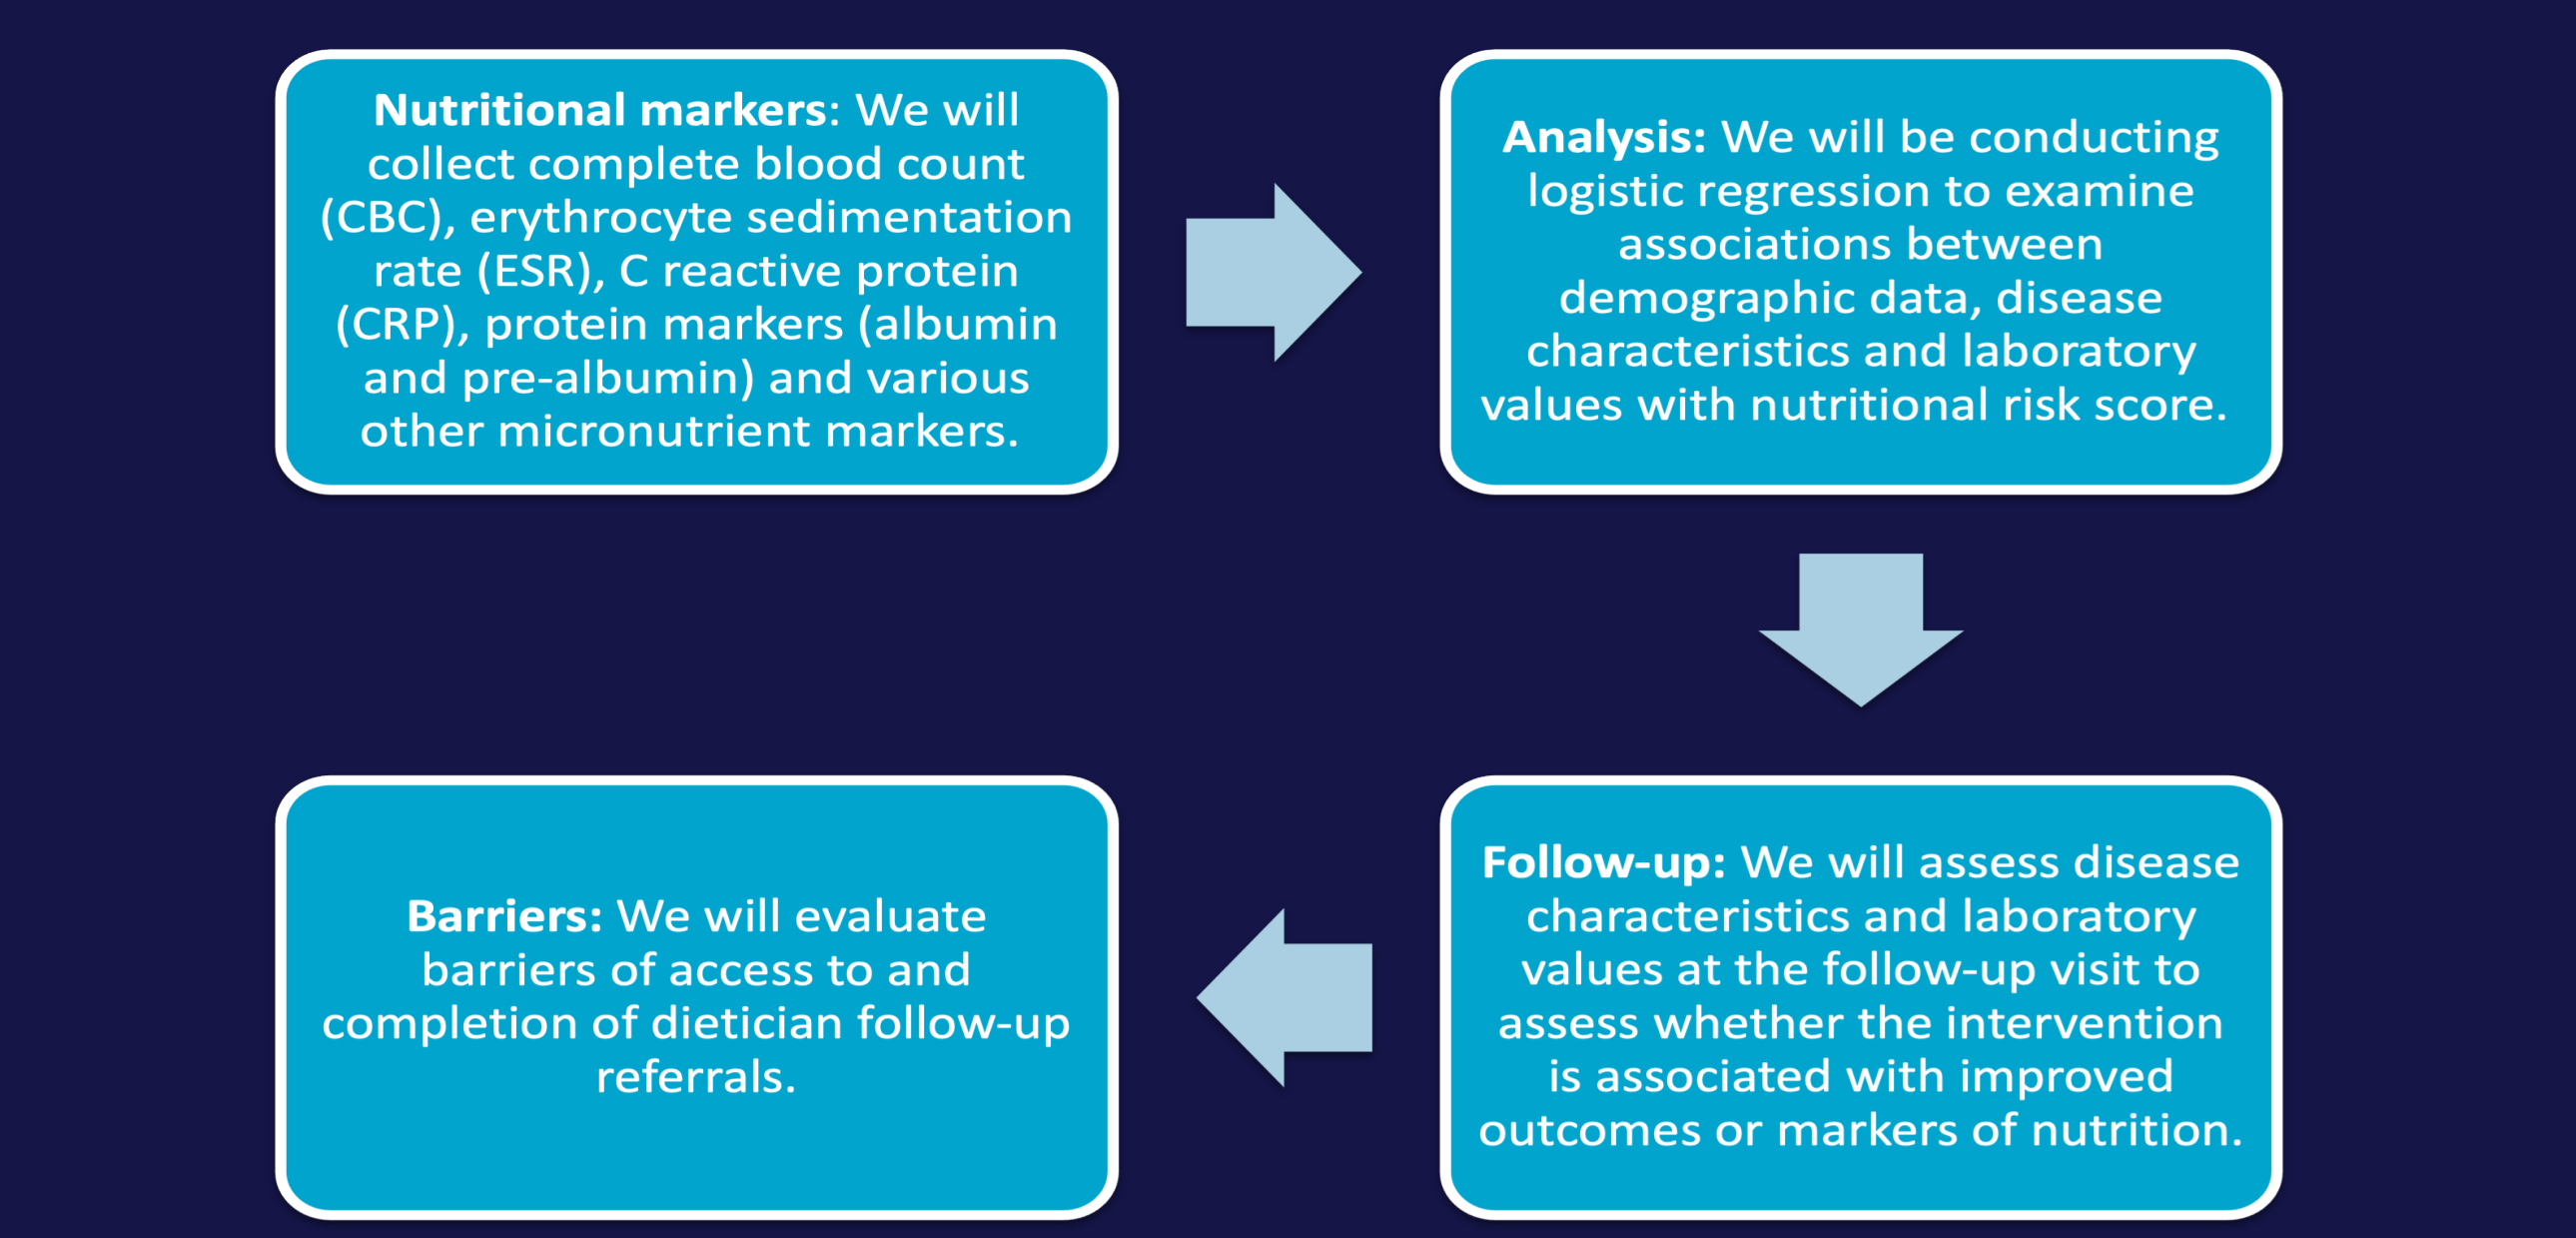 Nutritional markers: We will
collect complete blood count
(CBC), erythrocyte sedimentation
rate (ESR), C reactive protein
(CRP), protein markers (albumin
and pre-albumin) and various
other micronutrient markers.
Analysis: We will be conducting
logistic regression to examine
associations between
demographic data, disease
characteristics and laboratory
values with nutritional risk score.
Follow-up: We will assess disease
characteristics and laboratory
values at the follow-up visit to
assess whether the intervention
is associated with improved
outcomes or markers of nutrition.
Barriers: We will evaluate
barriers of access to and
completion of dietician follow-up
referrals.